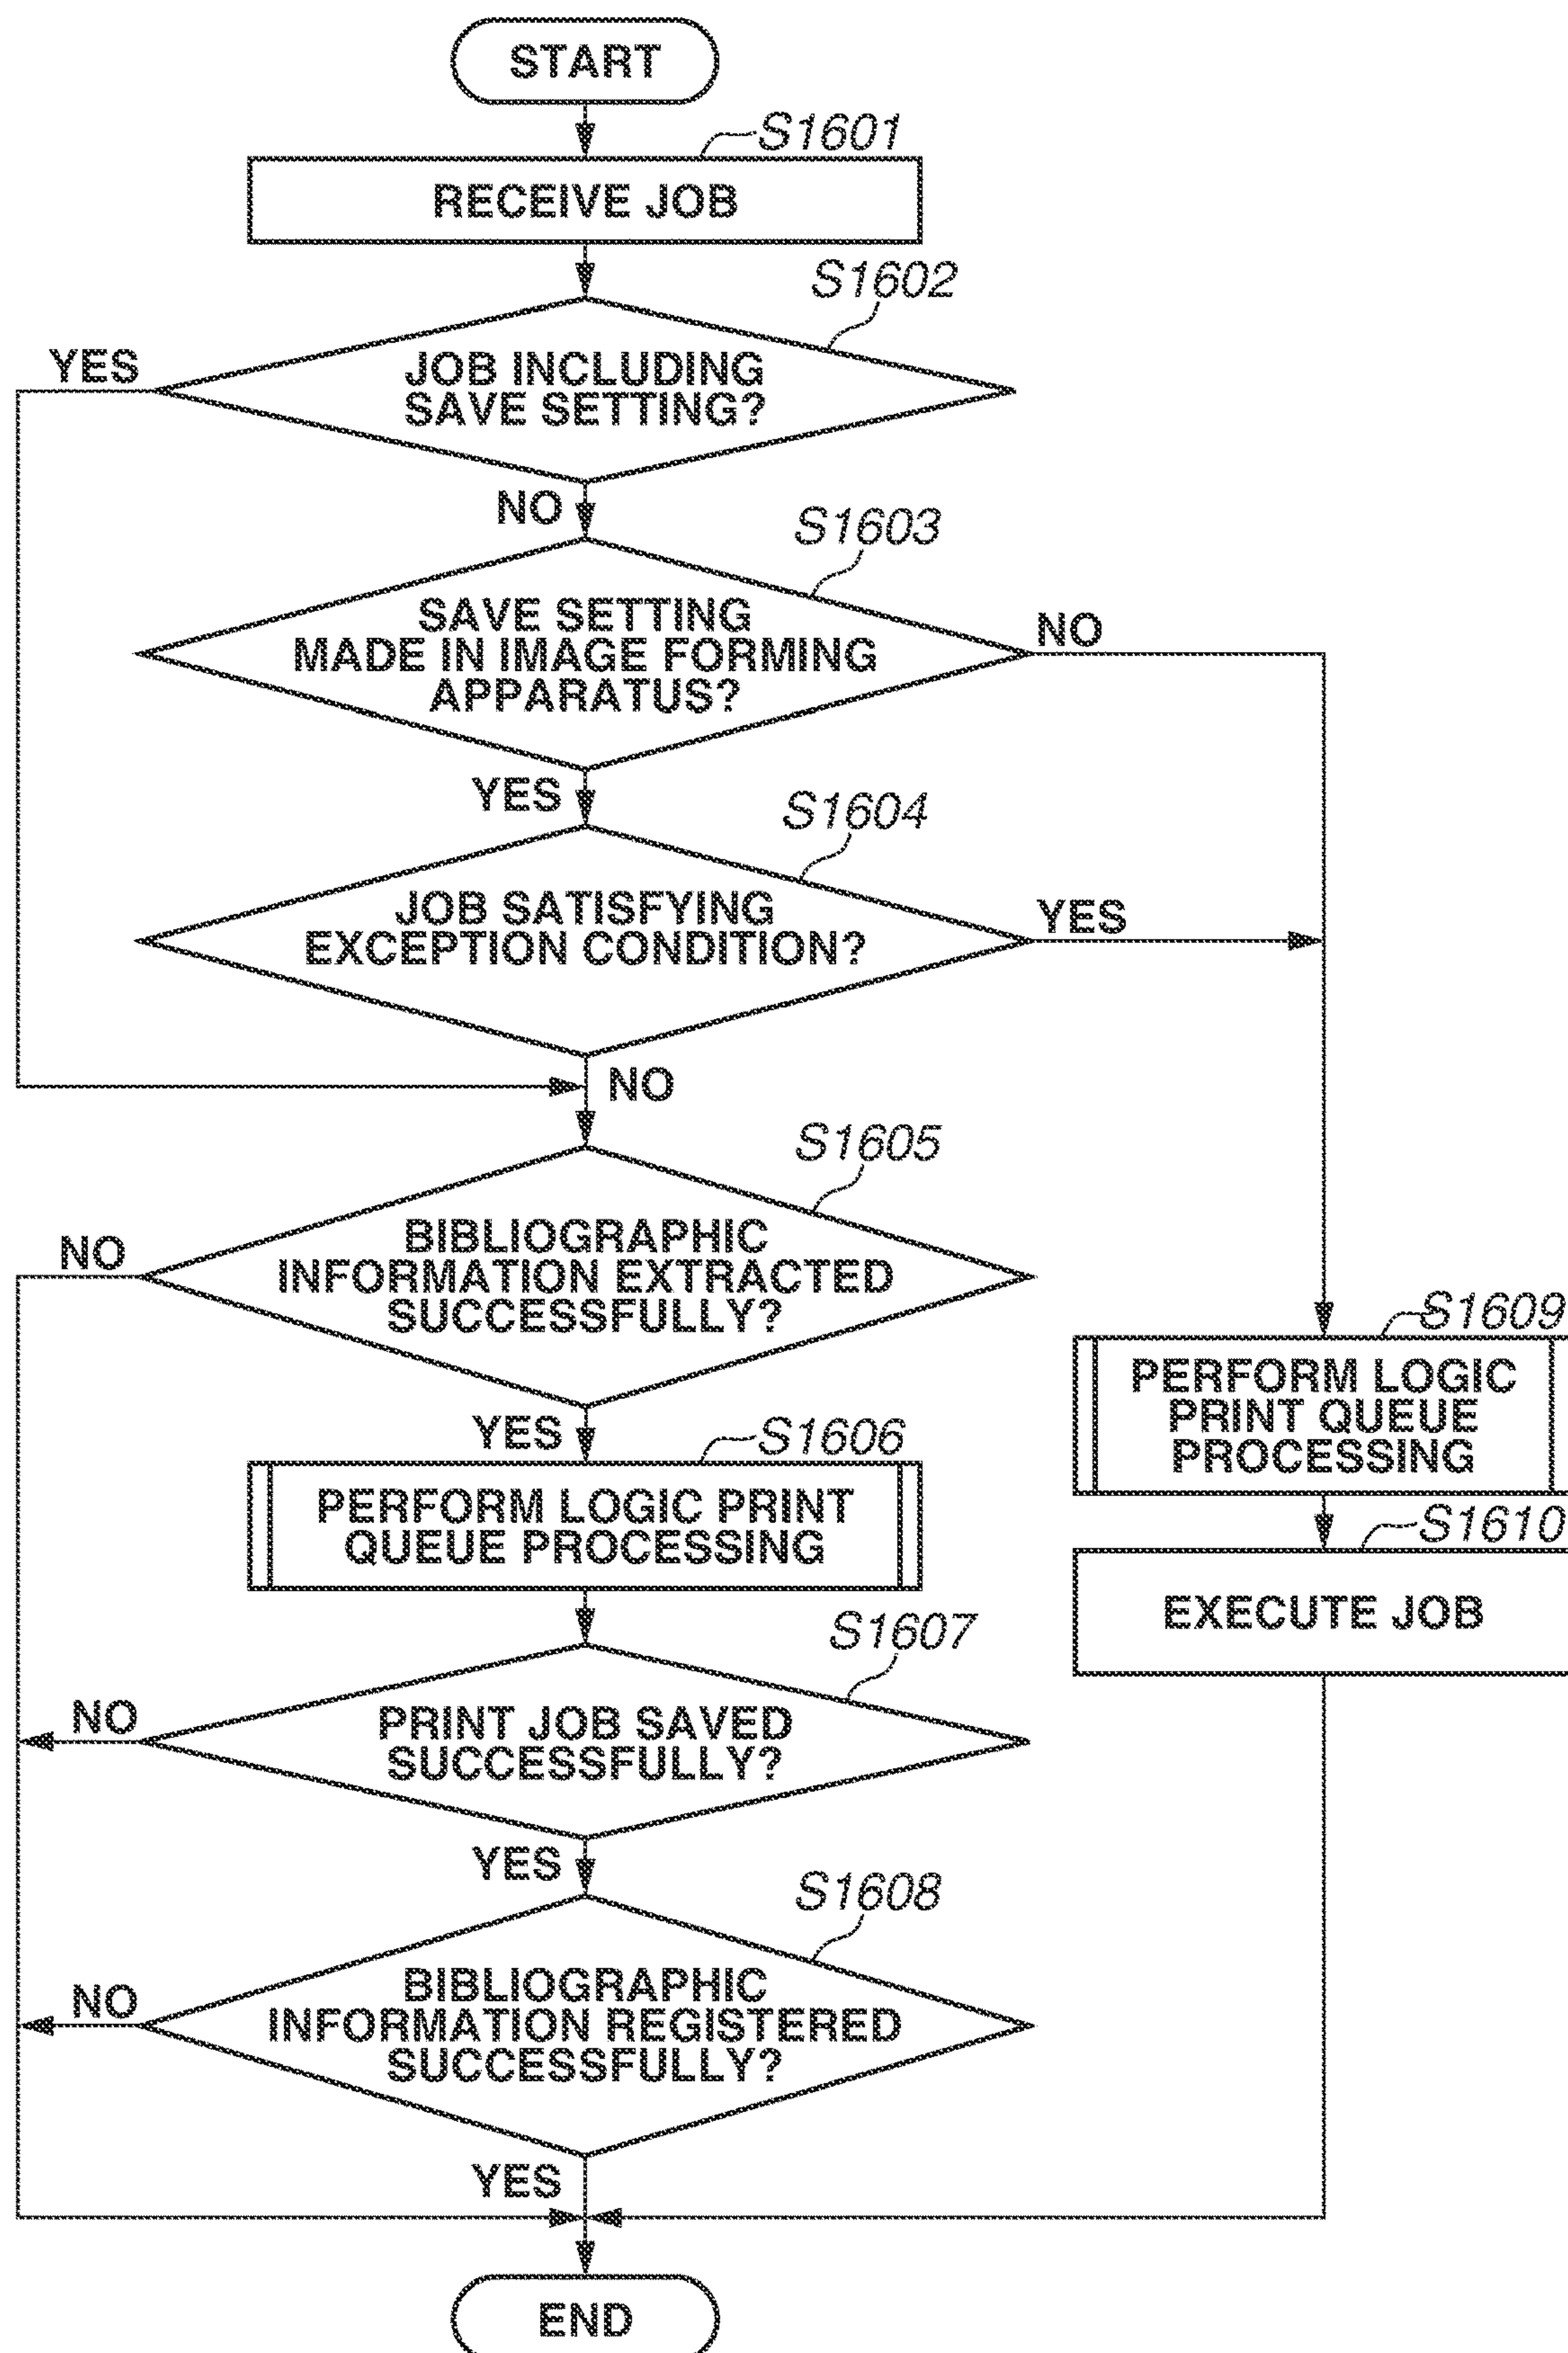 START
S1601
RECEIVE JOB
S1602
YES
JOB INCLUDING
SAVE SETTING?
NO
S1603
SAVE SETTING
MADE IN IMAGE FORMING
APPARATUS?
NO
YES
S1604
JOB SATISFYING
EXCEPTION CONDITION?
YES
NO
S1605
BIBLIOGRAPHIC
INFORMATION EXTRACTED
SUCCESSFULLY?
NO
YES
S1606
PERFORM LOGIC PRINT
QUEUE PROCESSING
S1607
PRINT JOB SAVED
SUCCESSFULLY?
NO
YES
S1608
BIBLIOGRAPHIC
INFORMATION REGISTERED
SUCCESSFULLY?
NO
YES
S1609
PERFORM LOGIC
PRINT QUEUE
PROCESSING
S1610
EXECUTE JOB
END